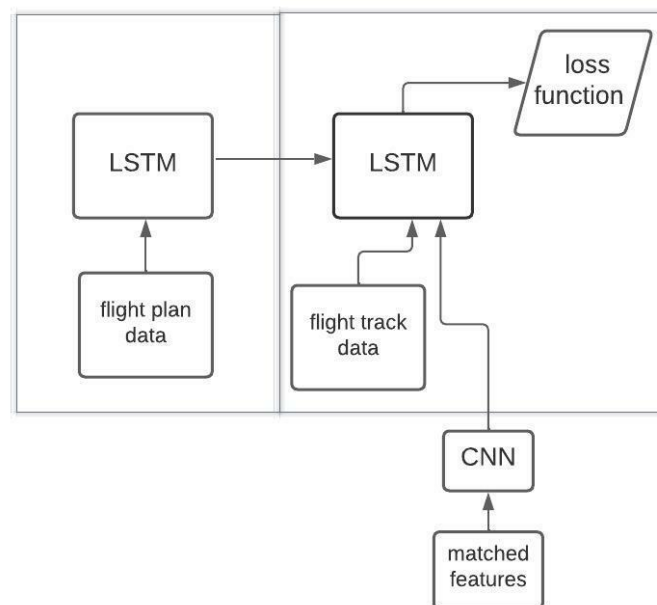 loss
function
LSTM
LSTM
flight plan
data
flight track
data
CNN
matched
features